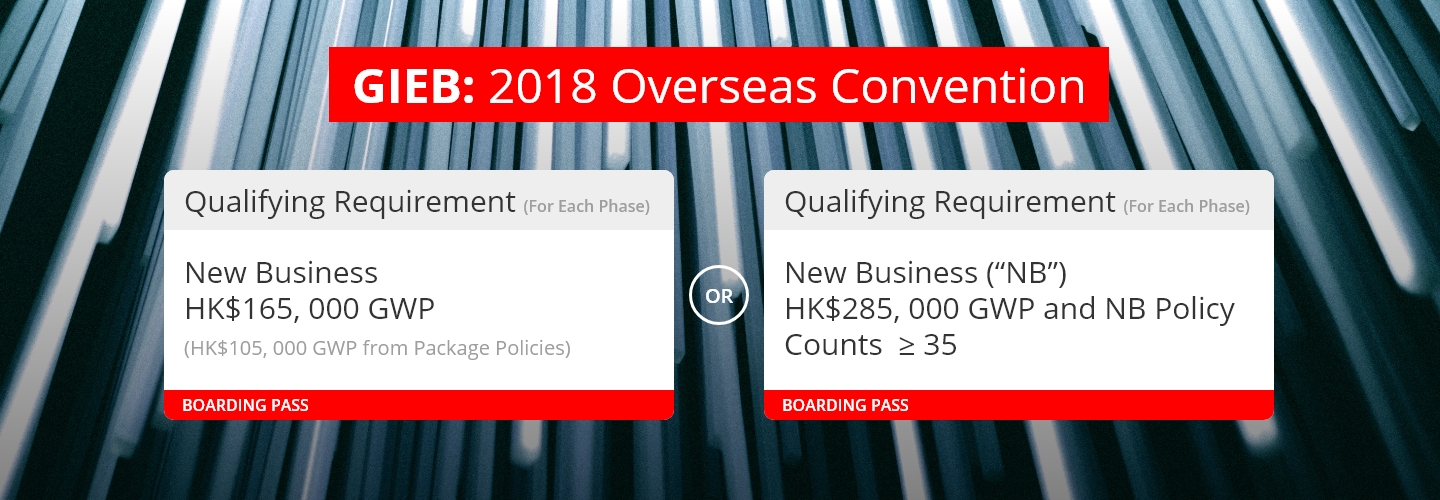 GIEB: 2018 Overseas Convention
Qualifying Requirement (For Each Phase)
New Business
HK$165, 000 GWP
(HK$105, 000 GWP from Package Policies)
BOARDING PASS
OR
Qualifying Requirement (For Each Phase)
New Business (“NB”)
HK$285, 000 GWP and NB Policy
Counts ≥ 35
BOARDING PASS